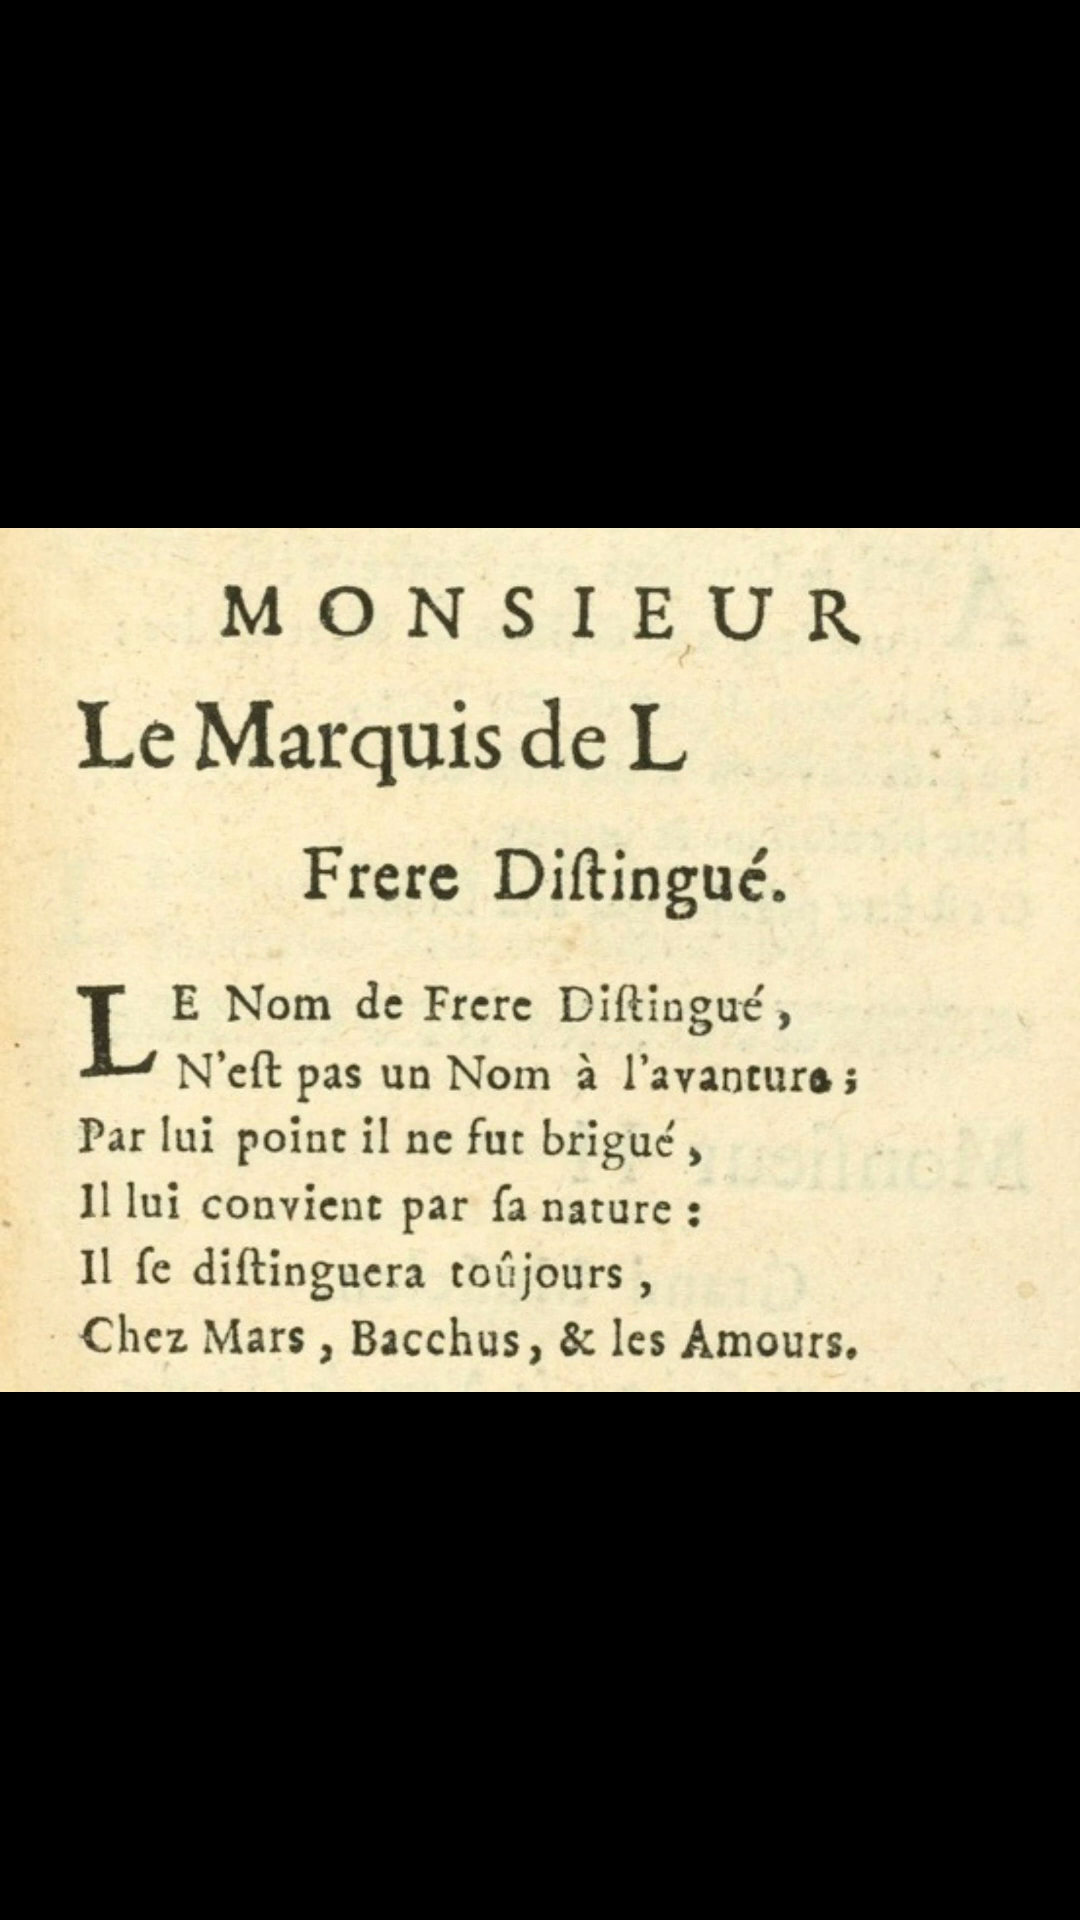 MONSIEUR
Le Marquis de L
Frere Diſtingué.
LE Nom de Frere Diſtingué,
N'eſt pas un Nom à l'avanture;
Par lui point il ne fut brigué,
Il lui convient par ſa nature:
Il ſe diſtinguera toûjours,
Chez Mars, Bacchus, & les Amours.